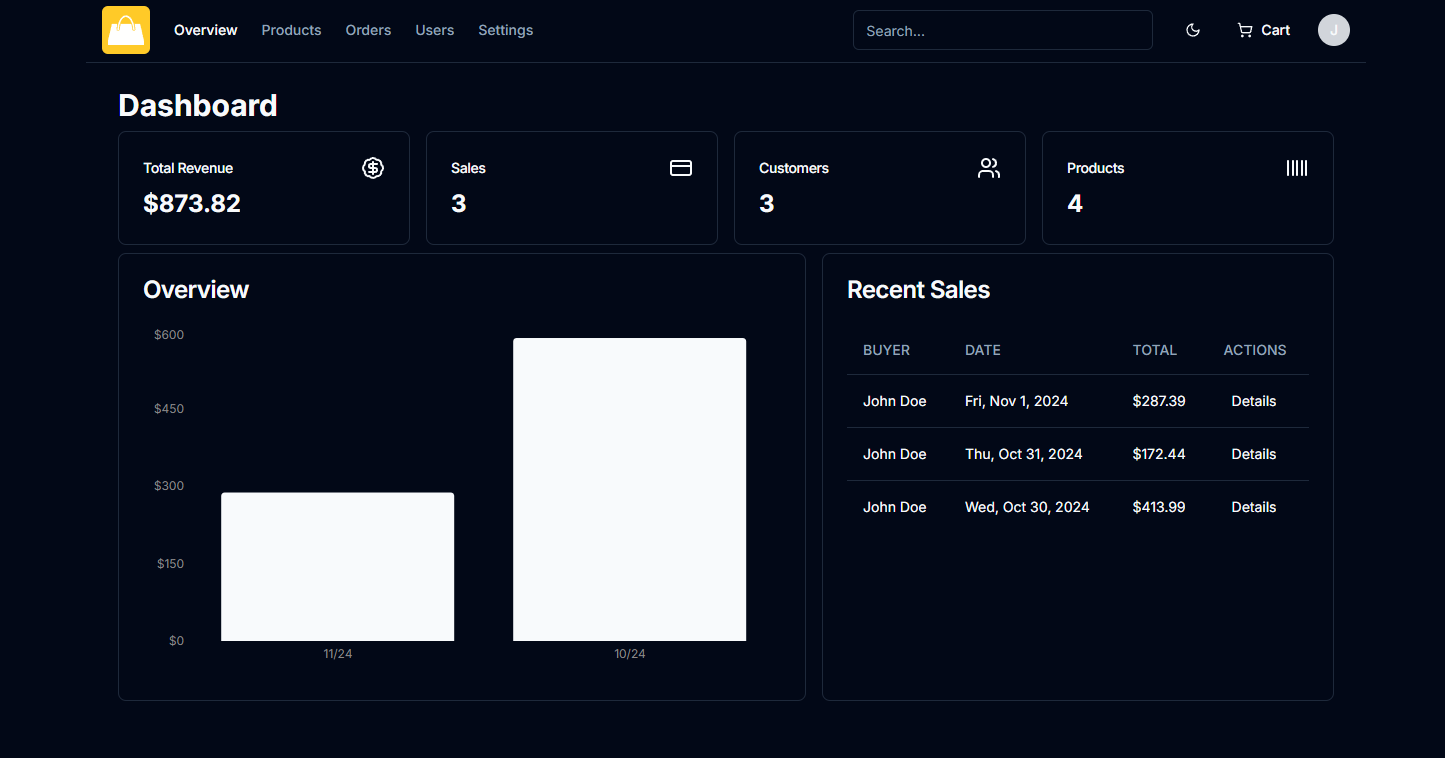 Overview Products Orders Users Settings Search... Cart J
Dashboard
Total Revenue
$873.82
Sales
3
Customers
3
Products
4
Overview
$600
$450
$300
$150
$0
11/24 10/24
Recent Sales
BUYER DATE TOTAL ACTIONS
John Doe Fri, Nov 1, 2024 $287.39 Details
John Doe Thu, Oct 31, 2024 $172.44 Details
John Doe Wed, Oct 30, 2024 $413.99 Details